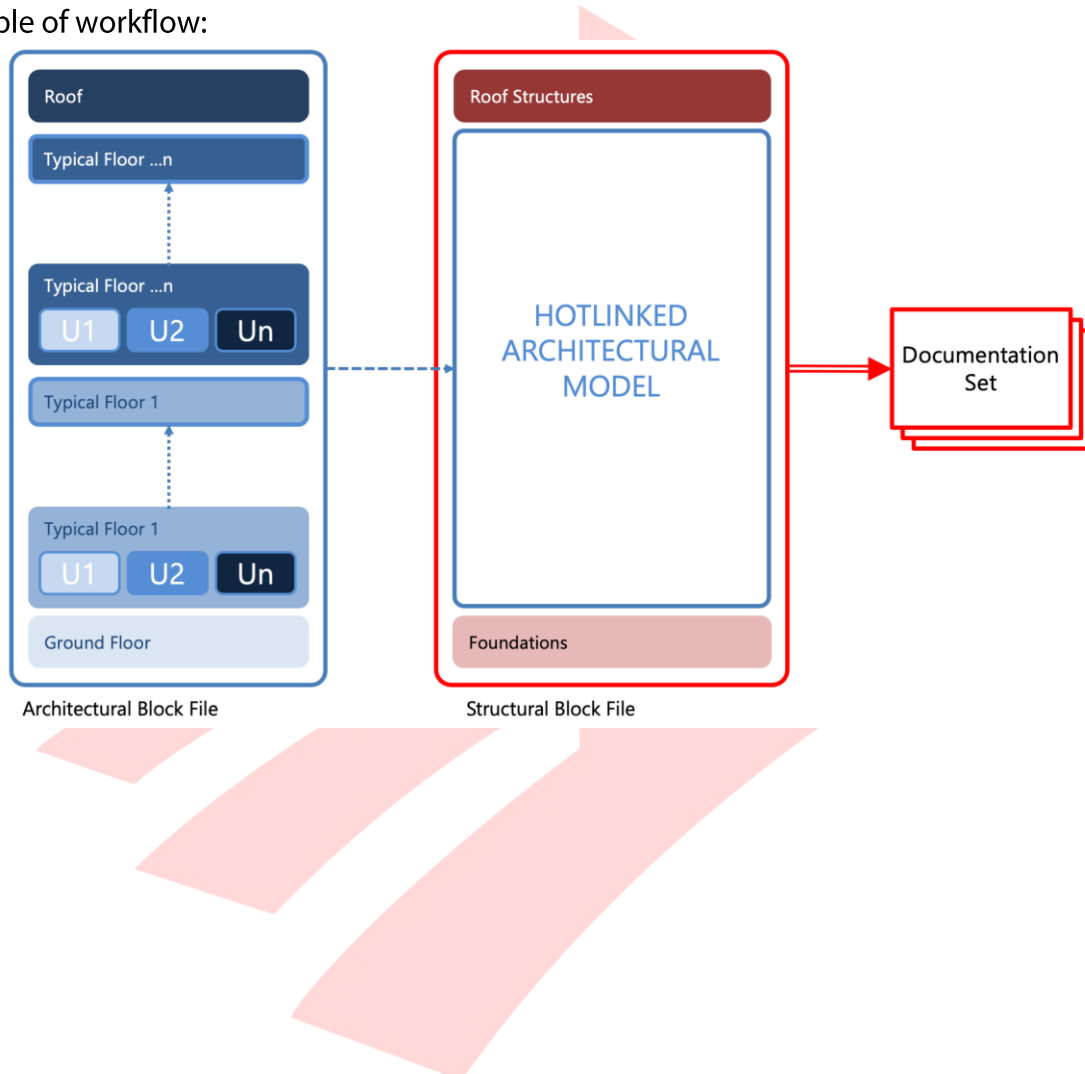 of workflow:
Roof
Typical Floor ...n
Typical Floor ...n
U1 U2 Un
Typical Floor 1
Typical Floor 1
U1 U2 Un
Ground Floor
Architectural Block File
Roof Structures
HOTLINKED
ARCHITECTURAL
MODEL
Foundations
Structural Block File
Documentation
Set